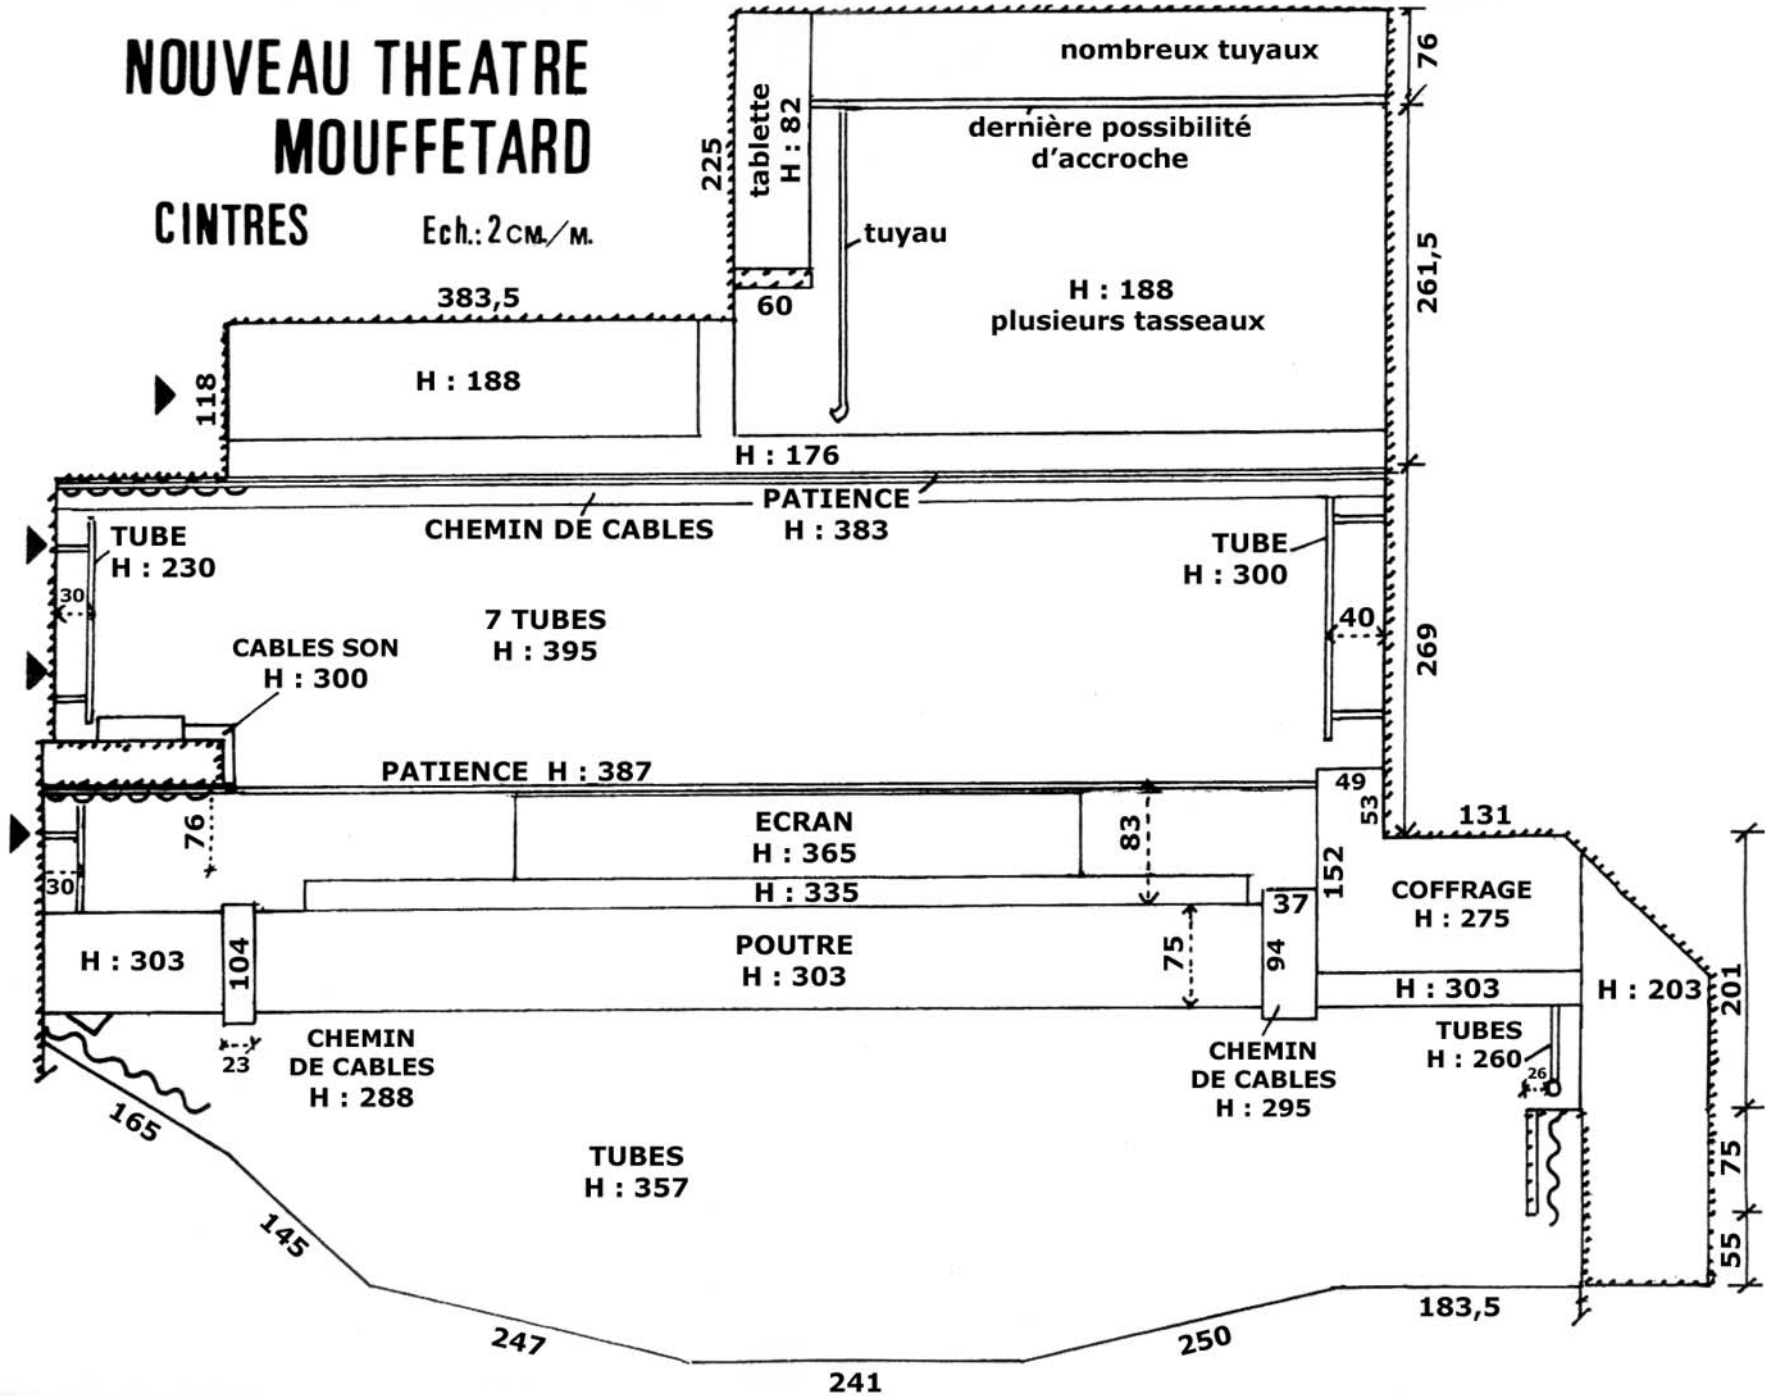 NOUVEAU THEATRE
MOUFFETARD
CINTRES
Ech.: 2 CM./M.
nombreux tuyaux
76
dernière possibilité
d'accroche
tablette
H : 82
225
tuyau
261,5
60
H : 188
plusieurs tasseaux
383,5
118
H : 188
H : 176
PATIENCE
H : 383
CHEMIN DE CABLES
TUBE
H : 230
TUBE
H : 300
30
7 TUBES
H : 395
40
269
CABLES SON
H : 300
PATIENCE H : 387
49
53
131
76
ECRAN
H : 365
83
152
30
H : 335
37
COFFRAGE
H : 275
H : 303
104
POUTRE
H : 303
75
94
H : 303
H : 203
201
CHEMIN
DE CABLES
H : 288
23
CHEMIN
DE CABLES
H : 295
TUBES
H : 260
26
165
TUBES
H : 357
75
145
55
247
241
250
183,5